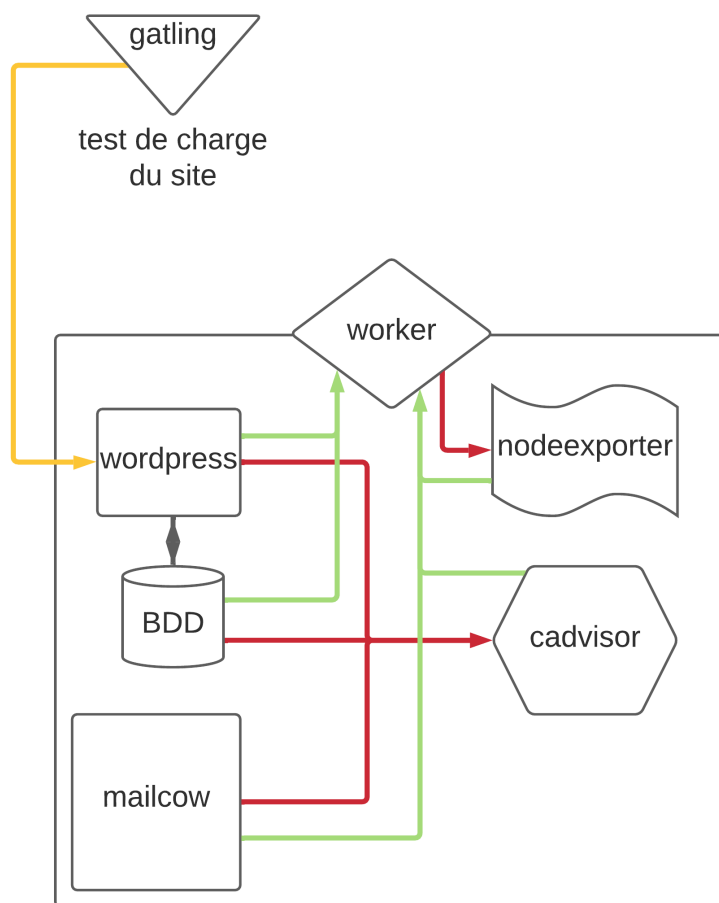 gatling
test de charge
du site
worker
wordpress
nodeexporter
BDD
cadvisor
mailcow